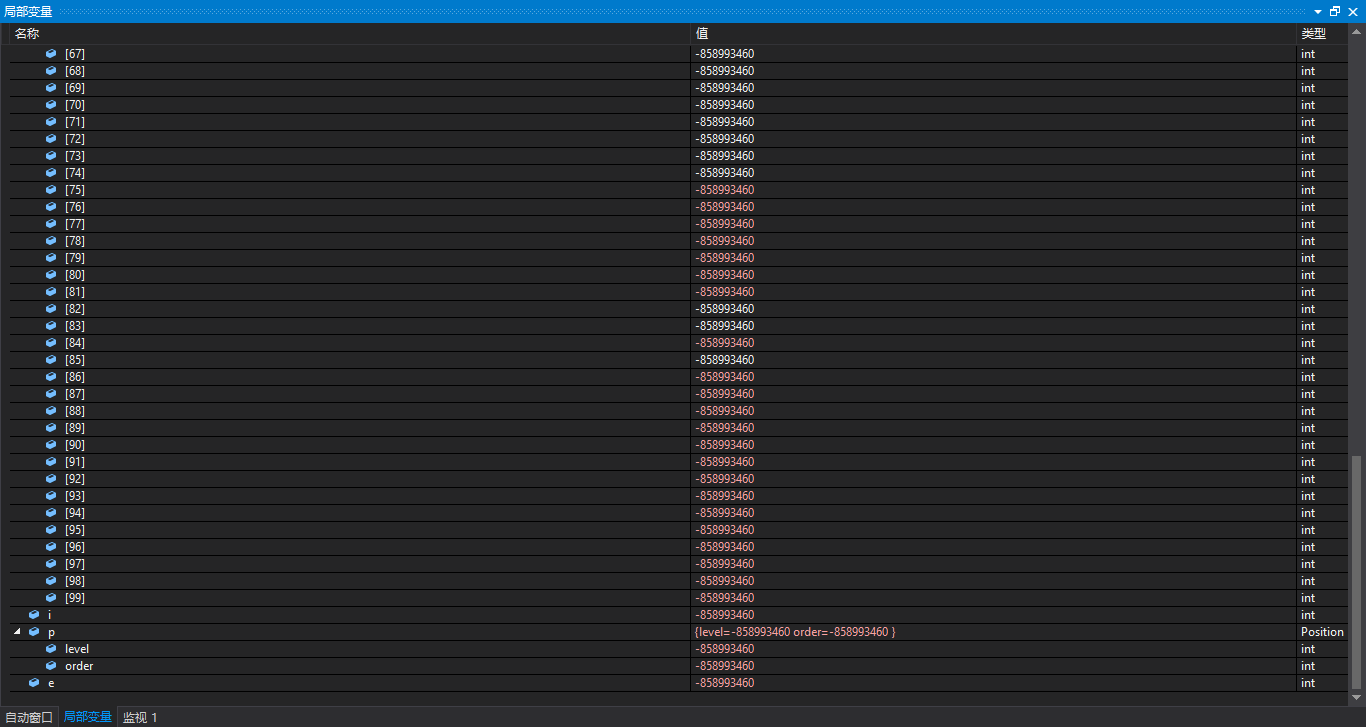 局部变量
名称 值 类型
[67] -858993460 int
[68] -858993460 int
[69] -858993460 int
[70] -858993460 int
[71] -858993460 int
[72] -858993460 int
[73] -858993460 int
[74] -858993460 int
[75] -858993460 int
[76] -858993460 int
[77] -858993460 int
[78] -858993460 int
[79] -858993460 int
[80] -858993460 int
[81] -858993460 int
[82] -858993460 int
[83] -858993460 int
[84] -858993460 int
[85] -858993460 int
[86] -858993460 int
[87] -858993460 int
[88] -858993460 int
[89] -858993460 int
[90] -858993460 int
[91] -858993460 int
[92] -858993460 int
[93] -858993460 int
[94] -858993460 int
[95] -858993460 int
[96] -858993460 int
[97] -858993460 int
[98] -858993460 int
[99] -858993460 int
i -858993460 int
p {level=-858993460 order=-858993460 } Position
level -858993460 int
order -858993460 int
e -858993460 int
自动窗口 局部变量 监视 1